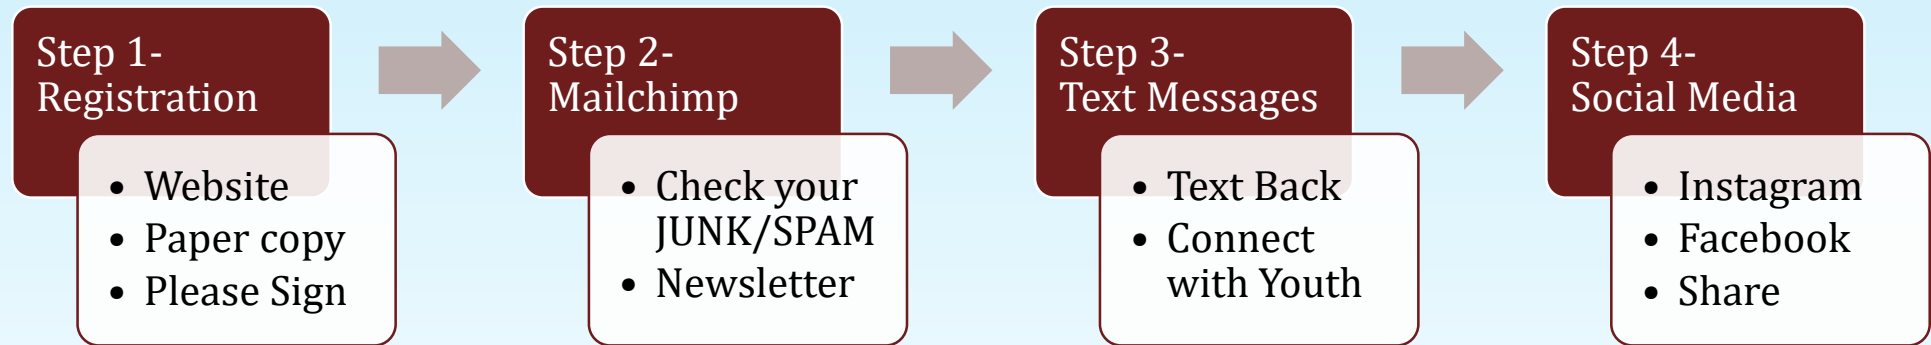 Step 1-
Registration
• Website
• Paper copy
• Please Sign
Step 2-
Mailchimp
• Check your
JUNK/SPAM
• Newsletter
Step 3-
Text Messages
• Text Back
• Connect
with Youth
Step 4-
Social Media
• Instagram
• Facebook
• Share